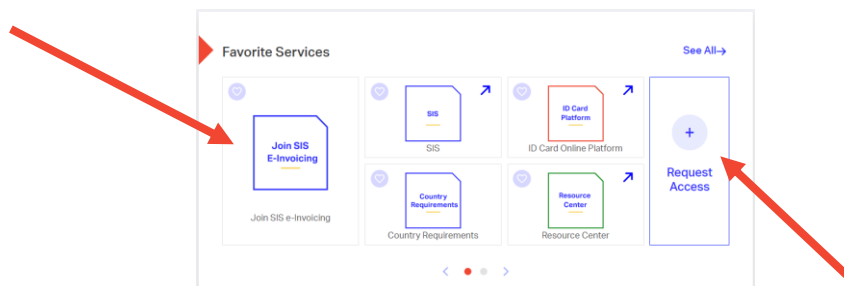 Favorite Services
See All→
Join SIS
E-Invoicing
Join SIS e-Invoicing
SIS
SIS
ID Card
Platform
ID Card Online Platform
Country
Requirements
Country Requirements
Resource
Center
Resource Center
+
Request
Access